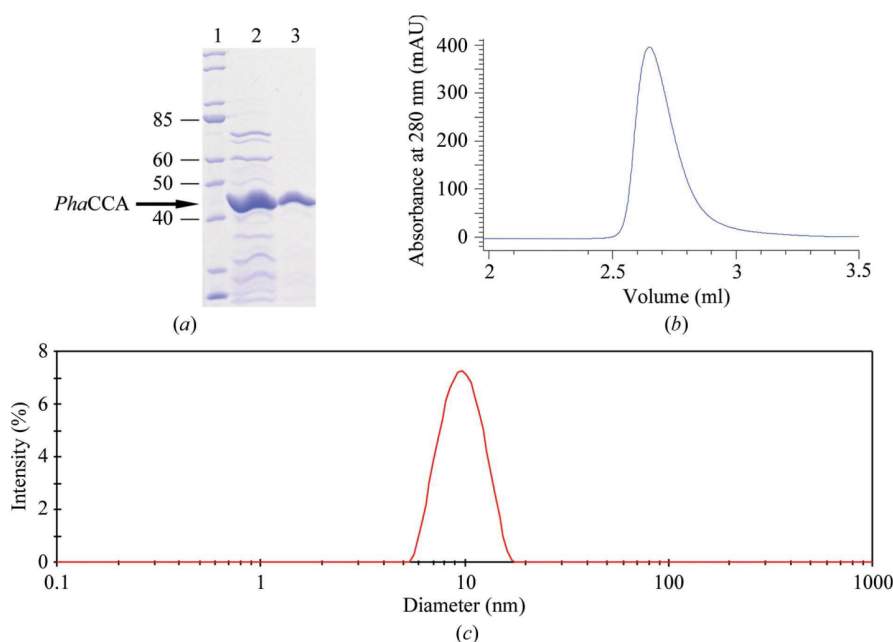 1 2 3
85
60
50
PhaCCA
40
(a)
Absorbance at 280 nm (mAU)
400
300
200
100
0
2 2.5 3 3.5
Volume (ml)
(b)
Intensity (%)
8
6
4
2
0
0.1 1 10 100 1000
Diameter (nm)
(c)